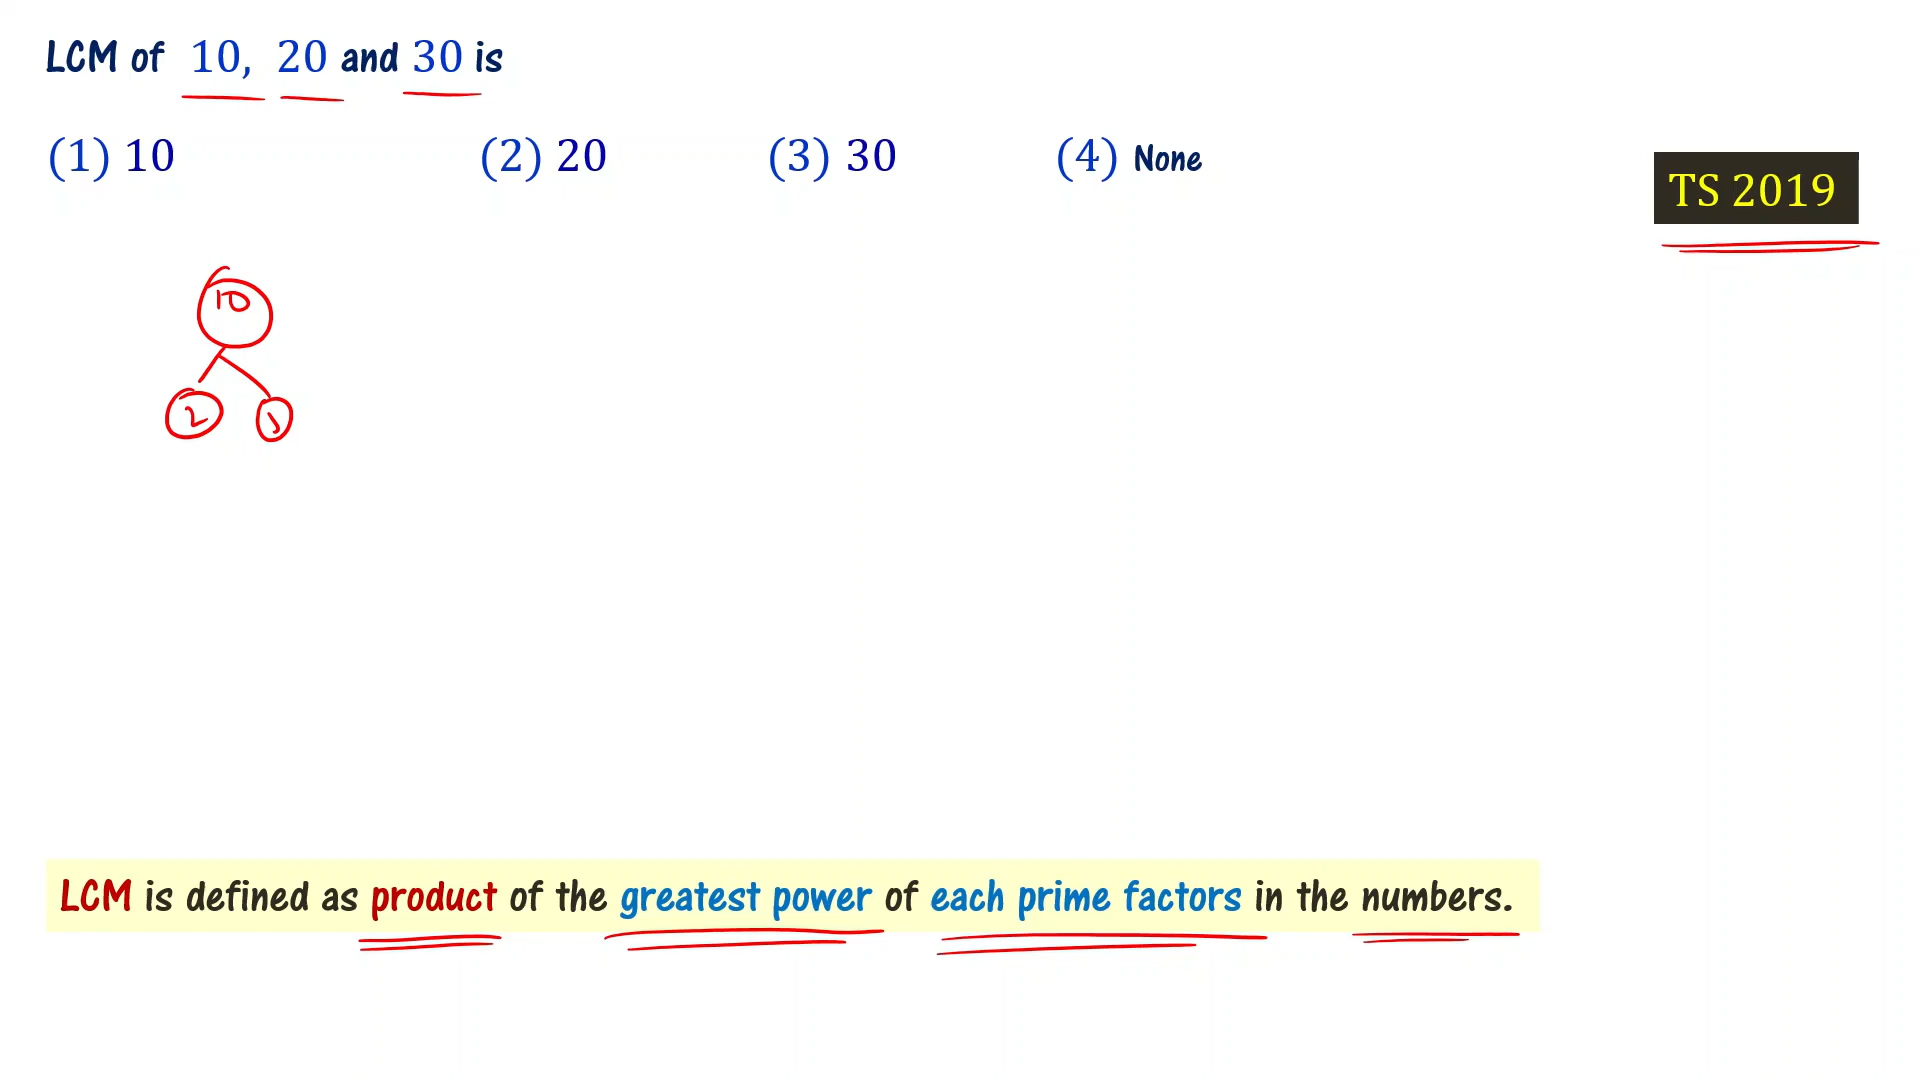 LCM of 10, 20 and 30 is
(1) 10 (2) 20 (3) 30 (4) None
TS 2019
10
2
LCM is defined as product of the greatest power of each prime factors in the numbers.